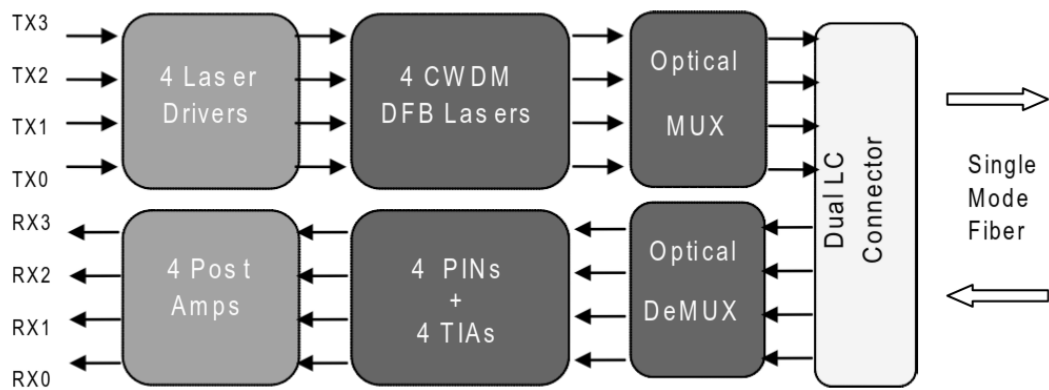 TX3
TX2
TX1
TX0
4 Laser
Drivers
4 CWDM
DFB Lasers
Optical
MUX
RX3
RX2
RX1
RX0
4 Post
Amps
4 PINs
+
4 TIAs
Optical
DeMUX
Dual LC
Connector
Single
Mode
Fiber